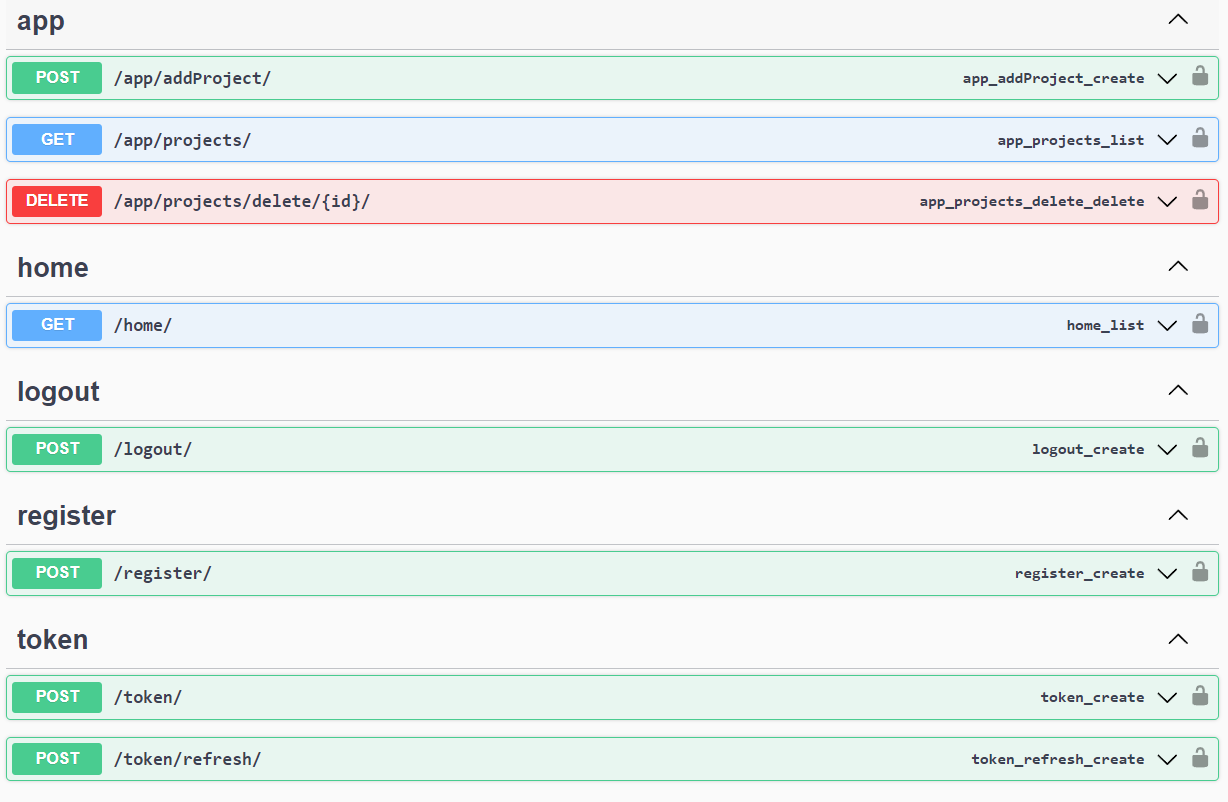 app
POST /app/addProject/ app_addProject_create
GET /app/projects/ app_projects_list
DELETE /app/projects/delete/{id}/ app_projects_delete_delete
home
GET /home/ home_list
logout
POST /logout/ logout_create
register
POST /register/ register_create
token
POST /token/ token_create
POST /token/refresh/ token_refresh_create